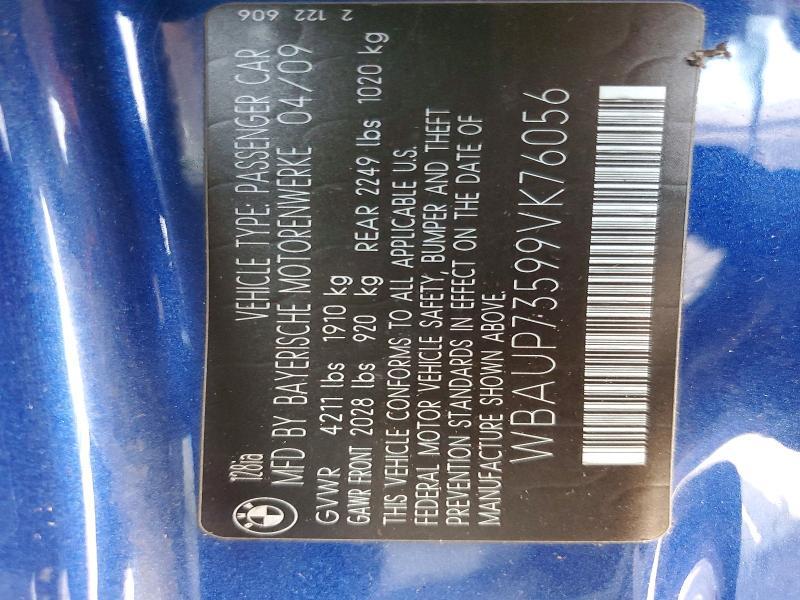 128ia
VEHICLE TYPE: PASSENGER CAR
MFD BY BAYERISCHE MOTORENWERKE 04/09
GVWR 4211 lbs 1910 kg
GAWR FRONT 2028 lbs 920 kg REAR 2249 lbs 1020 kg
THIS VEHICLE CONFORMS TO ALL APPLICABLE U.S.
FEDERAL MOTOR VEHICLE SAFETY, BUMPER AND THEFT
PREVENTION STANDARDS IN EFFECT ON THE DATE OF
MANUFACTURE SHOWN ABOVE.
WBAUP73599VK76056
2 122 606